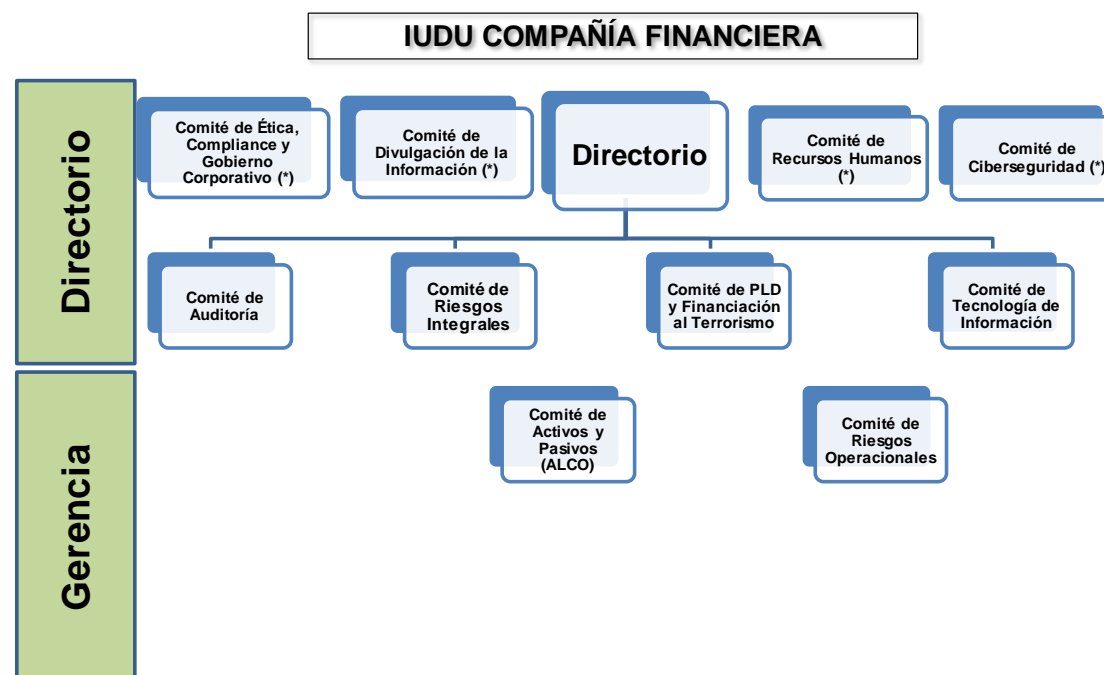 IUDU COMPAÑÍA FINANCIERA
Directorio
Comité de Ética,
Compliance y
Gobierno
Corporativo (*)
Comité de
Divulgación de la
Información (*)
Directorio
Comité de
Recursos Humanos
(*)
Comité de
Ciberseguridad (*)
Comité de
Auditoría
Comité de
Riesgos
Integrales
Comité de PLD
y Financiación
al Terrorismo
Comité de
Tecnología de
Información
Gerencia
Comité de
Activos y
Pasivos
(ALCO)
Comité de
Riesgos
Operacionales